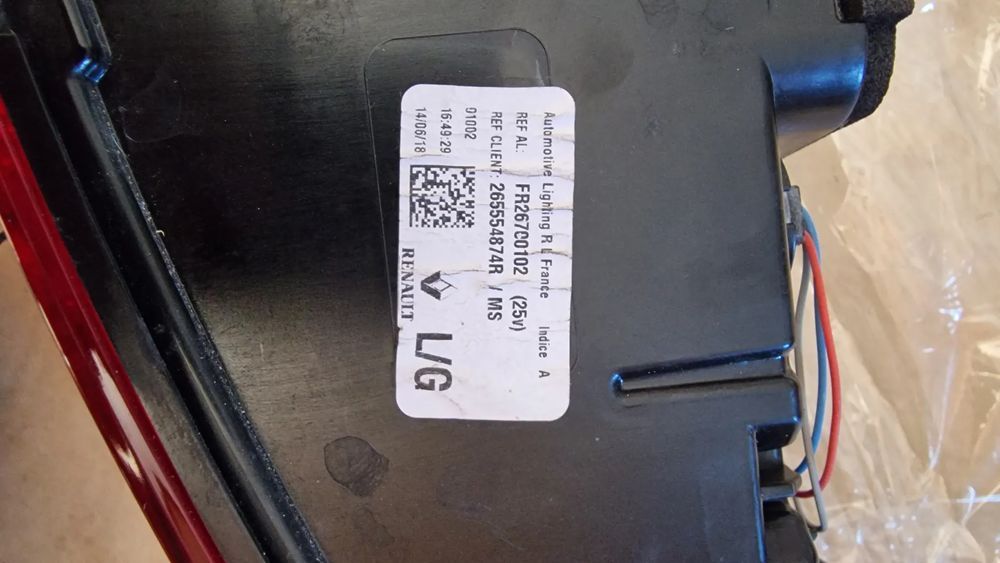 Automotive Lighting R L France Indice A
REF AL: FR26700102 (25v)
REF CLIENT: 265554874R / MS
01002
16:49:29
14/06/18
RENAULT
L/G